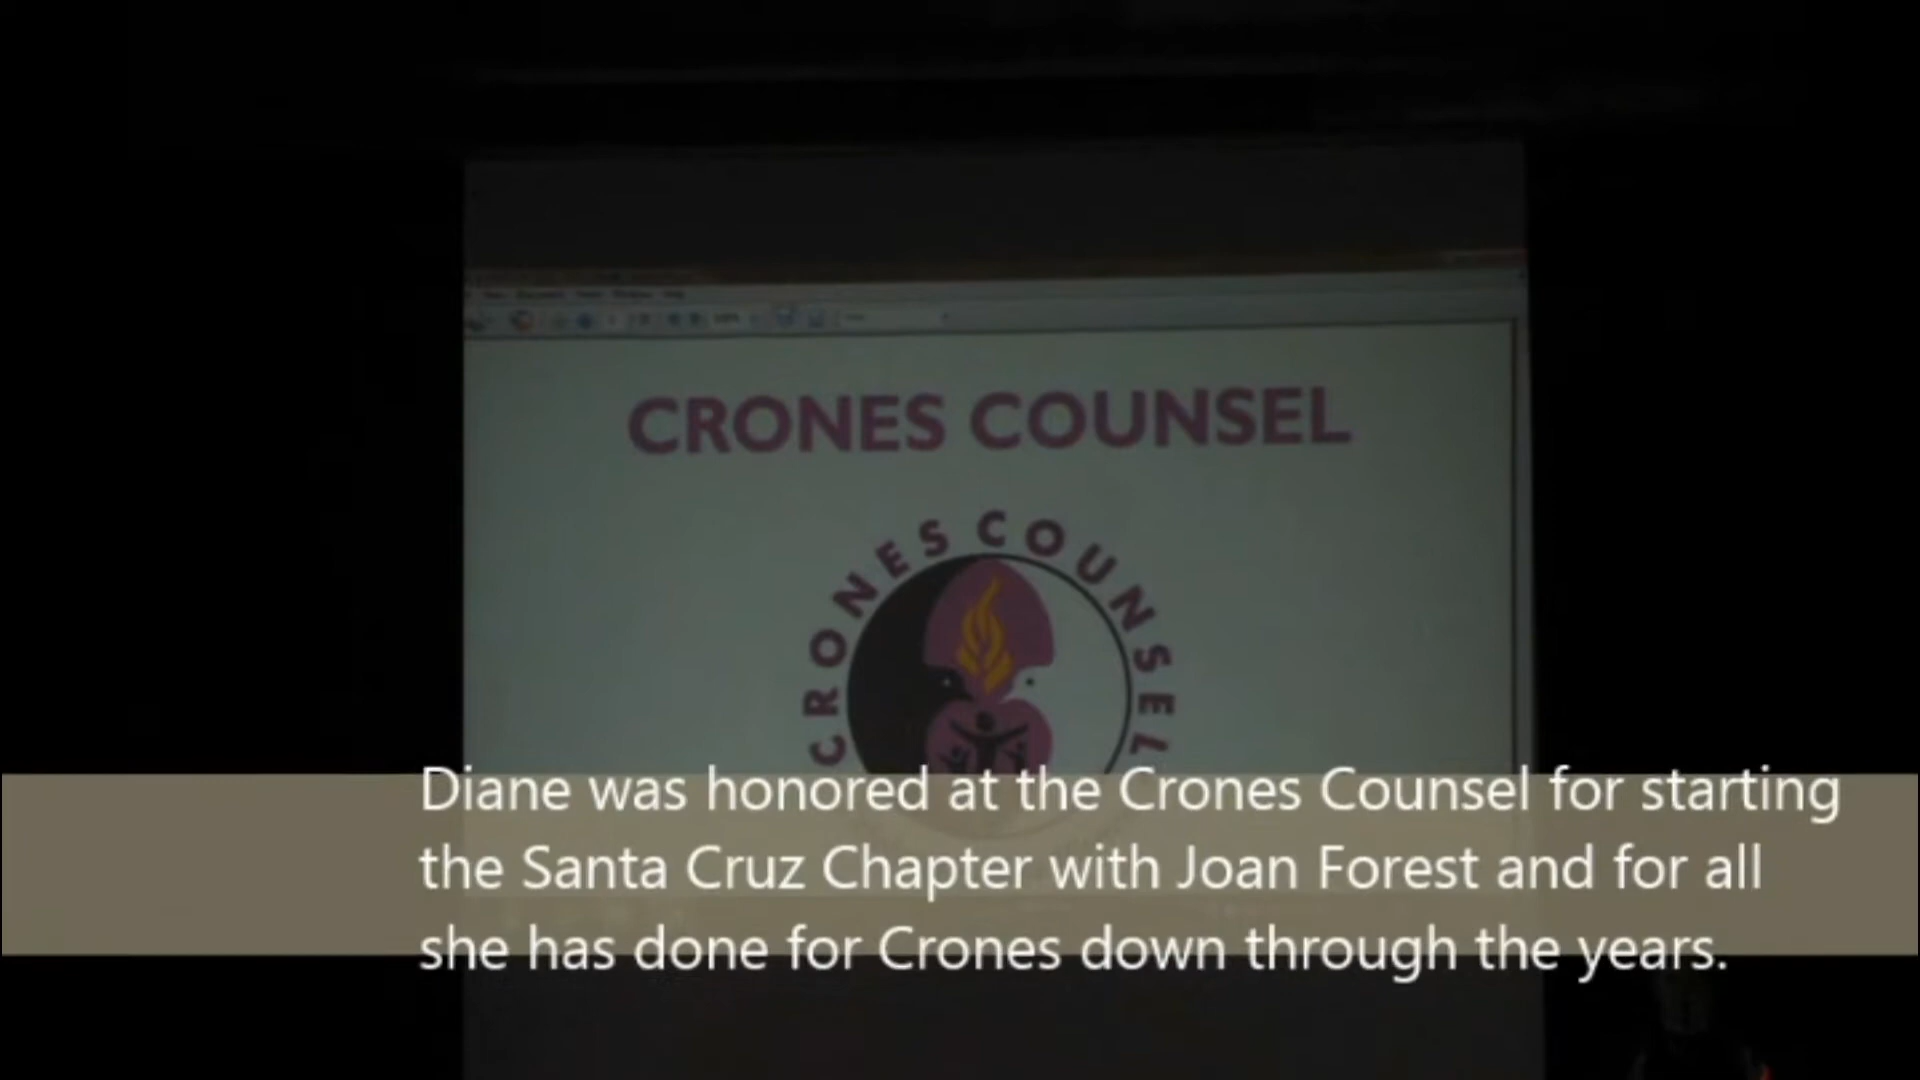 CRONES COUNSEL
CRONES COUNSEL
Diane was honored at the Crones Counsel for starting
the Santa Cruz Chapter with Joan Forest and for all
she has done for Crones down through the years.